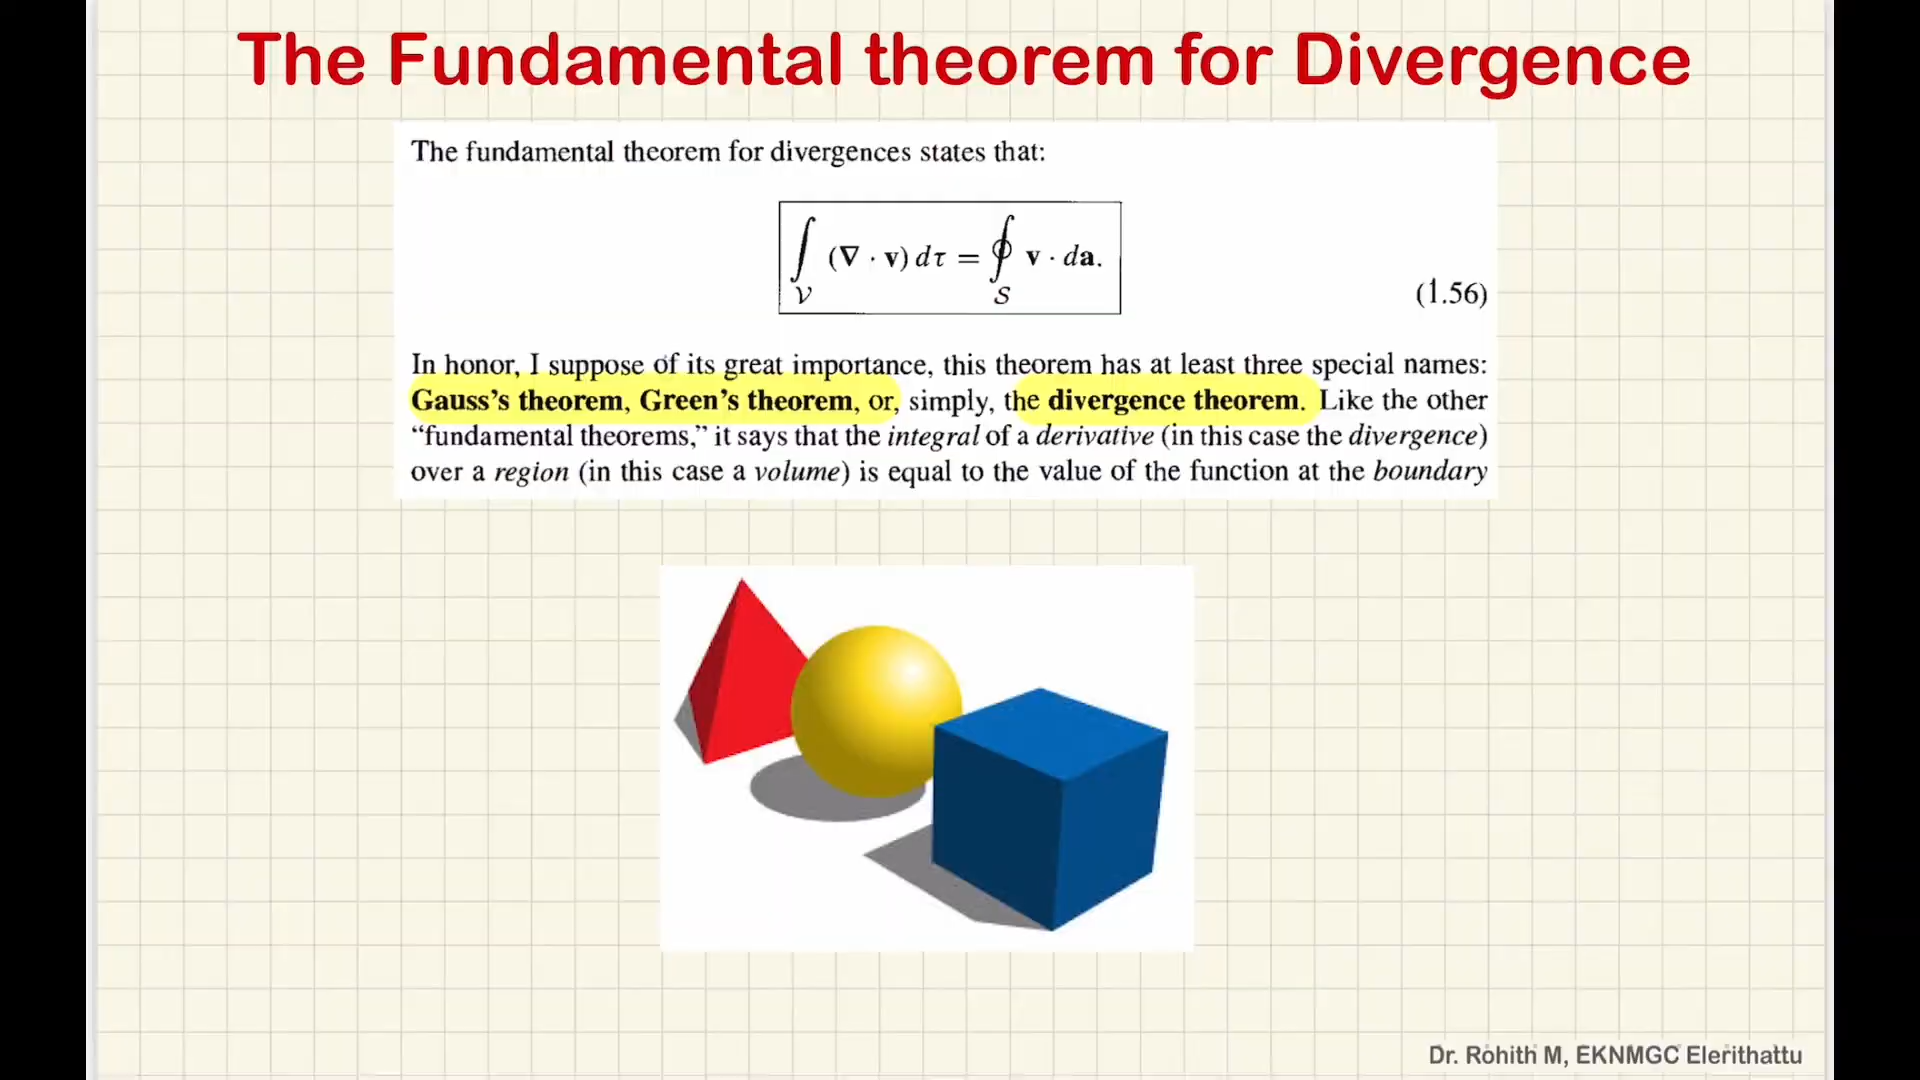 The Fundamental theorem for Divergence
The fundamental theorem for divergences states that:
∫ (∇ · v) dτ = ∮ v · da.
V S
(1.56)
In honor, I suppose of its great importance, this theorem has at least three special names:
Gauss’s theorem, Green’s theorem, or, simply, the divergence theorem. Like the other
“fundamental theorems,” it says that the integral of a derivative (in this case the divergence)
over a region (in this case a volume) is equal to the value of the function at the boundary
Dr. Rohith M, EKNMGC Elerithattu